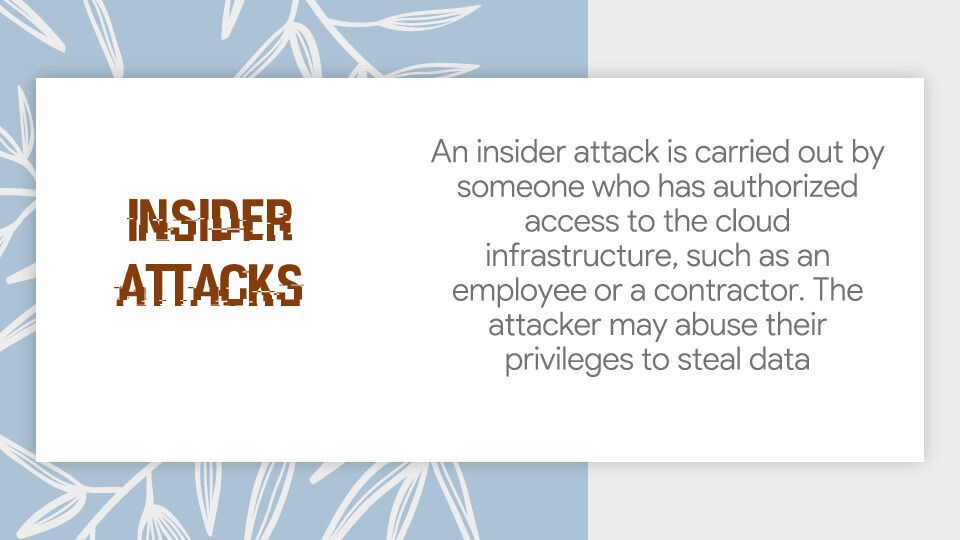 INSIDER
ATTACKS
An insider attack is carried out by
someone who has authorized
access to the cloud
infrastructure, such as an
employee or a contractor. The
attacker may abuse their
privileges to steal data